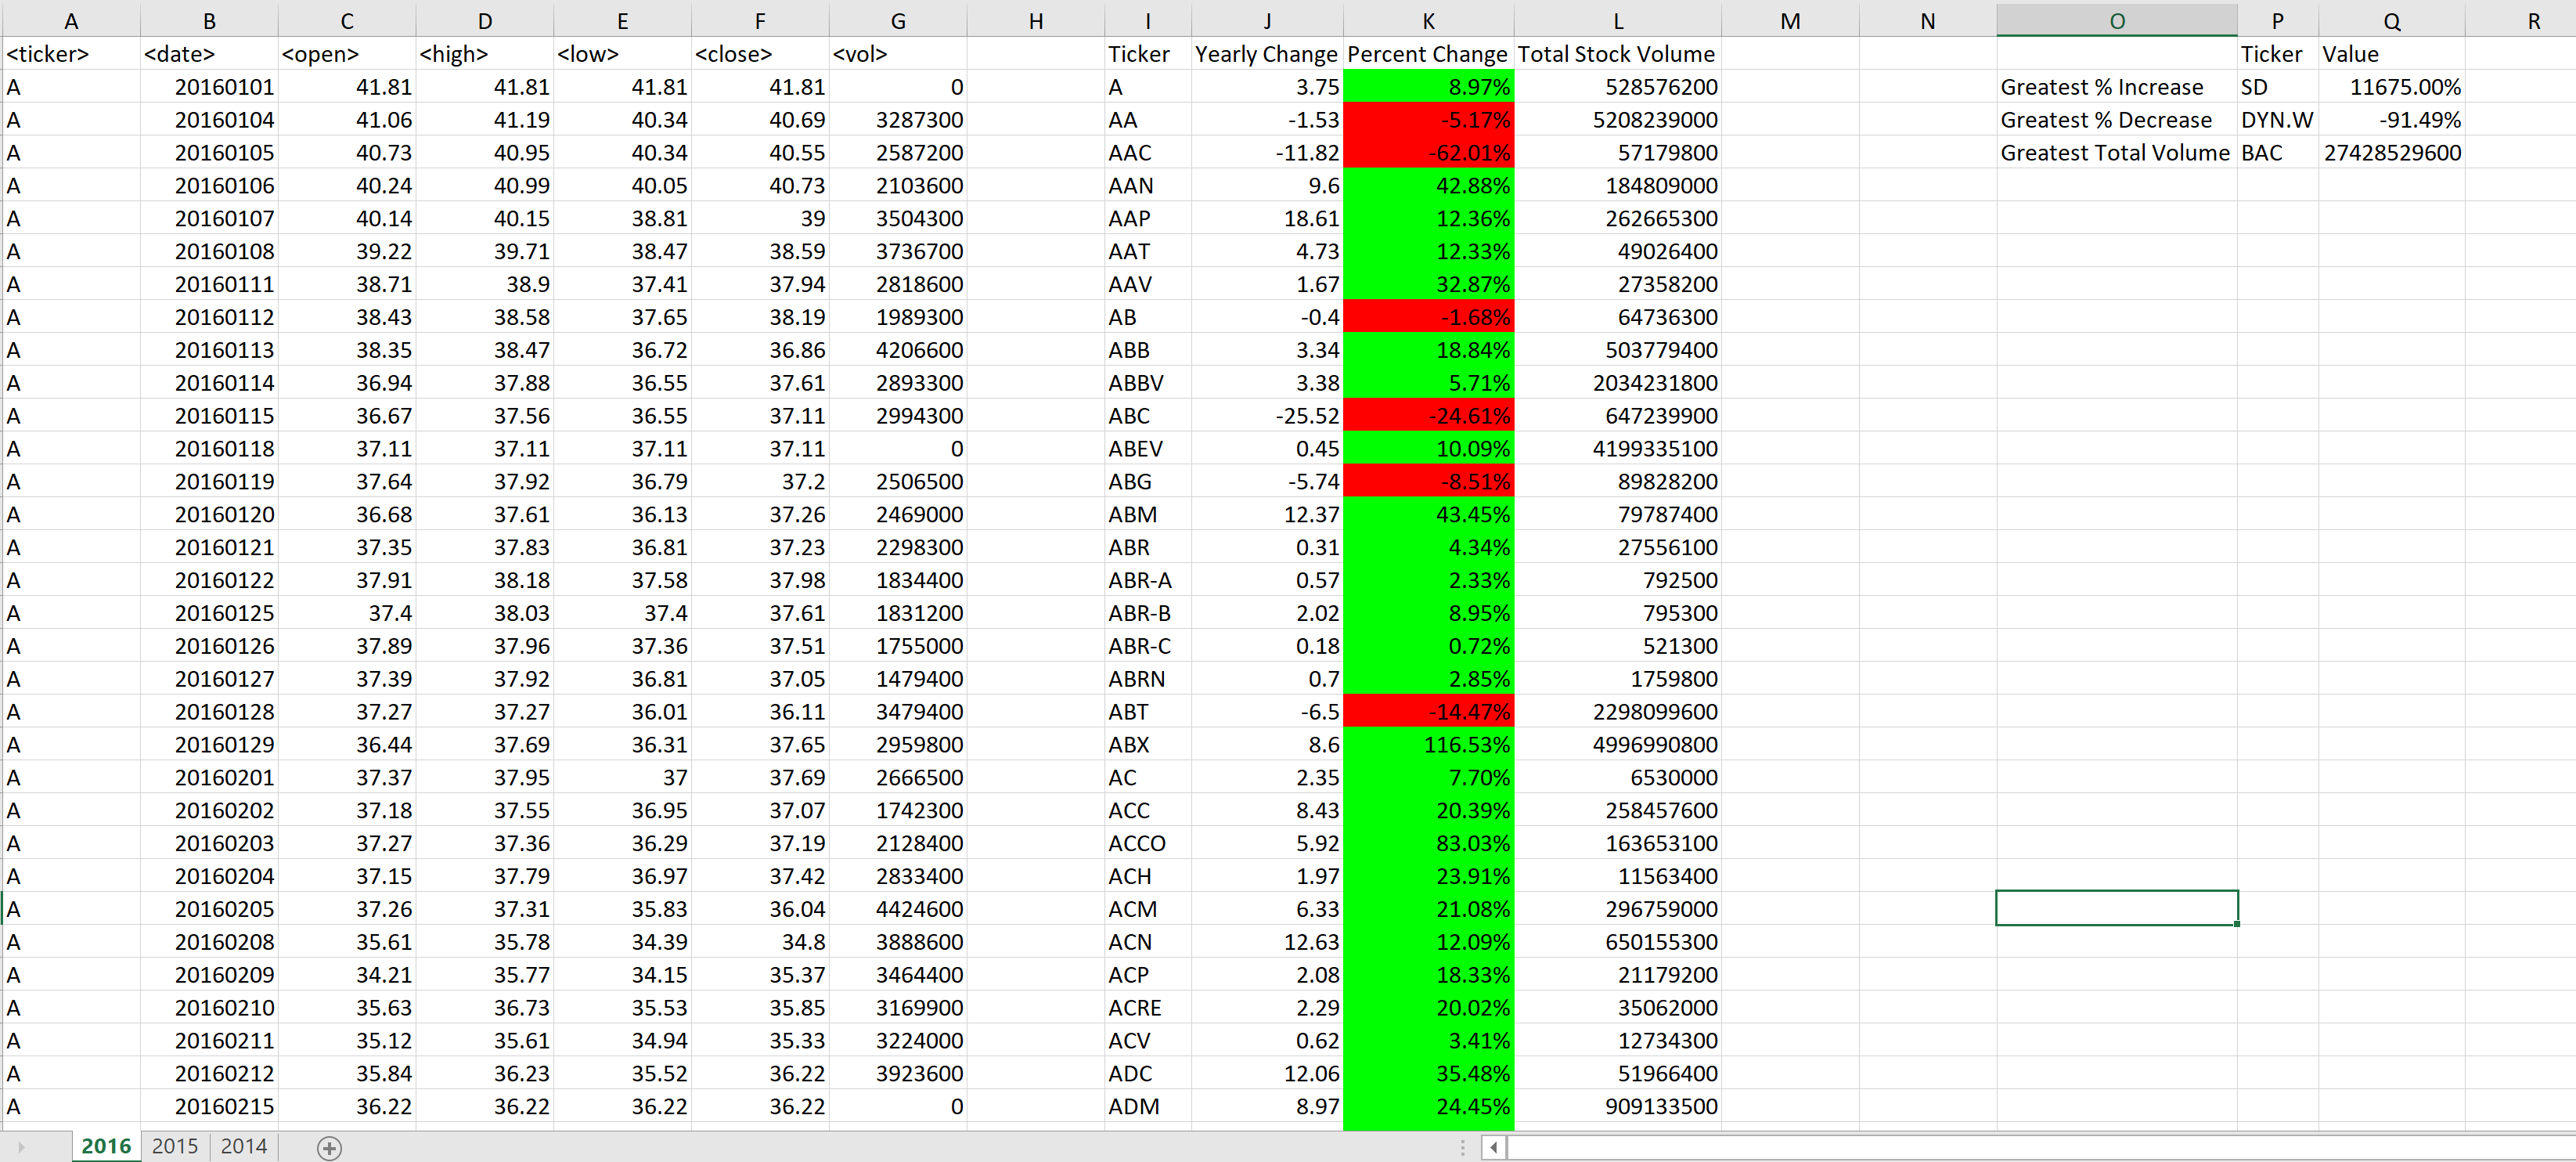 A B C D E F G H I J K L M N O P Q R
<ticker> <date> <open> <high> <low> <close> <vol> Ticker Yearly Change Percent Change Total Stock Volume Ticker Value
A 20160101 41.81 41.81 41.81 41.81 0 A 3.75 8.97% 528576200 Greatest % Increase SD 11675.00%
A 20160104 41.06 41.19 40.34 40.69 3287300 AA -1.53 -5.17% 5208239000 Greatest % Decrease DYN.W -91.49%
A 20160105 40.73 40.95 40.34 40.55 2587200 AAC -11.82 -62.01% 57179800 Greatest Total Volume BAC 27428529600
A 20160106 40.24 40.99 40.05 40.73 2103600 AAN 9.6 42.88% 184809000
A 20160107 40.14 40.15 38.81 39 3504300 AAP 18.61 12.36% 262665300
A 20160108 39.22 39.71 38.47 38.59 3736700 AAT 4.73 12.33% 49026400
A 20160111 38.71 38.9 37.41 37.94 2818600 AAV 1.67 32.87% 27358200
A 20160112 38.43 38.58 37.65 38.19 1989300 AB -0.4 -1.68% 64736300
A 20160113 38.35 38.47 36.72 36.86 4206600 ABB 3.34 18.84% 503779400
A 20160114 36.94 37.88 36.55 37.61 2893300 ABBV 3.38 5.71% 2034231800
A 20160115 36.67 37.56 36.55 37.11 2994300 ABC -25.52 -24.61% 647239900
A 20160118 37.11 37.11 37.11 37.11 0 ABEV 0.45 10.09% 4199335100
A 20160119 37.64 37.92 36.79 37.2 2506500 ABG -5.74 -8.51% 89828200
A 20160120 36.68 37.61 36.13 37.26 2469000 ABM 12.37 43.45% 79787400
A 20160121 37.35 37.83 36.81 37.23 2298300 ABR 0.31 4.34% 27556100
A 20160122 37.91 38.18 37.58 37.98 1834400 ABR-A 0.57 2.33% 792500
A 20160125 37.4 38.03 37.4 37.61 1831200 ABR-B 2.02 8.95% 795300
A 20160126 37.89 37.96 37.36 37.51 1755000 ABR-C 0.18 0.72% 521300
A 20160127 37.39 37.92 36.81 37.05 1479400 ABRN 0.7 2.85% 1759800
A 20160128 37.27 37.27 36.01 36.11 3479400 ABT -6.5 -14.47% 2298099600
A 20160129 36.44 37.69 36.31 37.65 2959800 ABX 8.6 116.53% 4996990800
A 20160201 37.37 37.95 37 37.69 2666500 AC 2.35 7.70% 6530000
A 20160202 37.18 37.55 36.95 37.07 1742300 ACC 8.43 20.39% 258457600
A 20160203 37.27 37.36 36.29 37.19 2128400 ACCO 5.92 83.03% 163653100
A 20160204 37.15 37.79 36.97 37.42 2833400 ACH 1.97 23.91% 11563400
A 20160205 37.26 37.31 35.83 36.04 4424600 ACM 6.33 21.08% 296759000
A 20160208 35.61 35.78 34.39 34.8 3888600 ACN 12.63 12.09% 650155300
A 20160209 34.21 35.77 34.15 35.37 3464400 ACP 2.08 18.33% 21179200
A 20160210 35.63 36.73 35.53 35.85 3169900 ACRE 2.29 20.02% 35062000
A 20160211 35.12 35.61 34.94 35.33 3224000 ACV 0.62 3.41% 12734300
A 20160212 35.84 36.23 35.52 36.22 3923600 ADC 12.06 35.48% 51966400
A 20160215 36.22 36.22 36.22 36.22 0 ADM 8.97 24.45% 909133500
2016 2015 2014